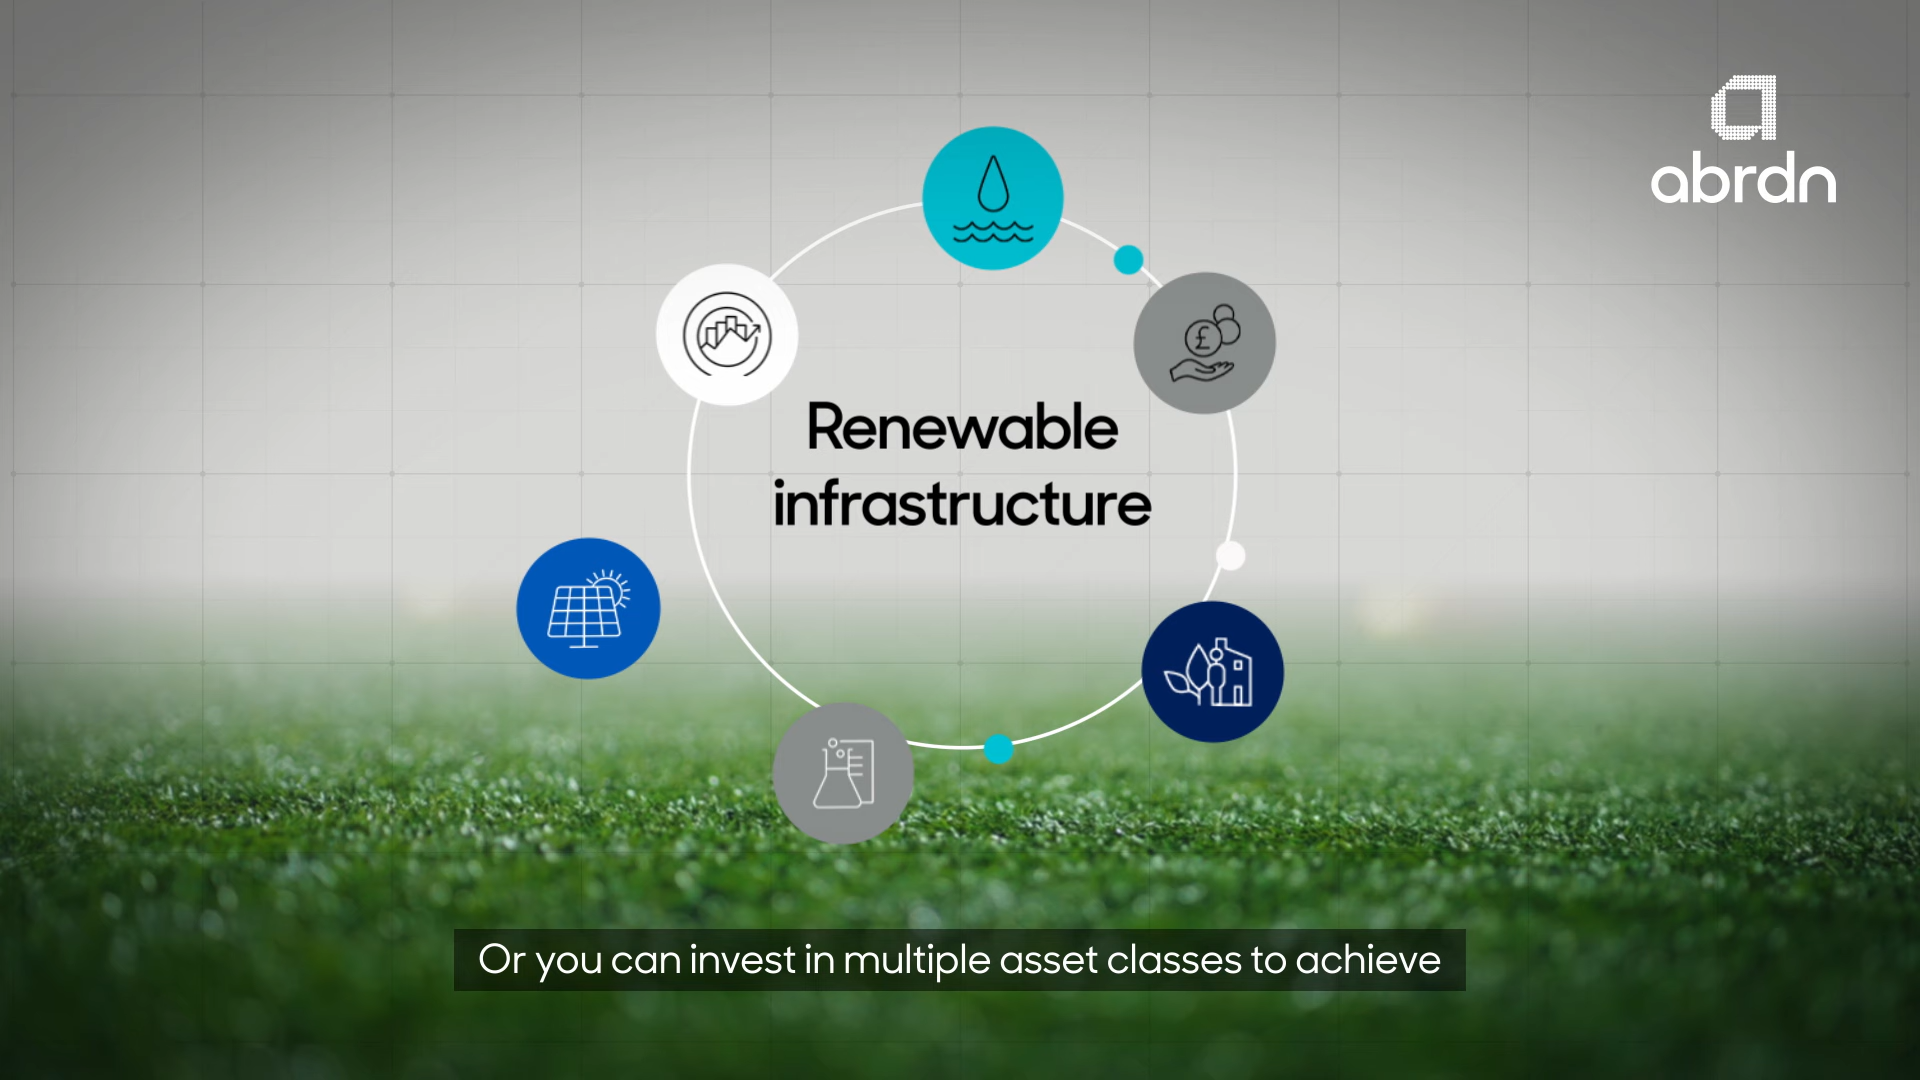 abrdn
£
Renewable
infrastructure
Or you can invest in multiple asset classes to achieve